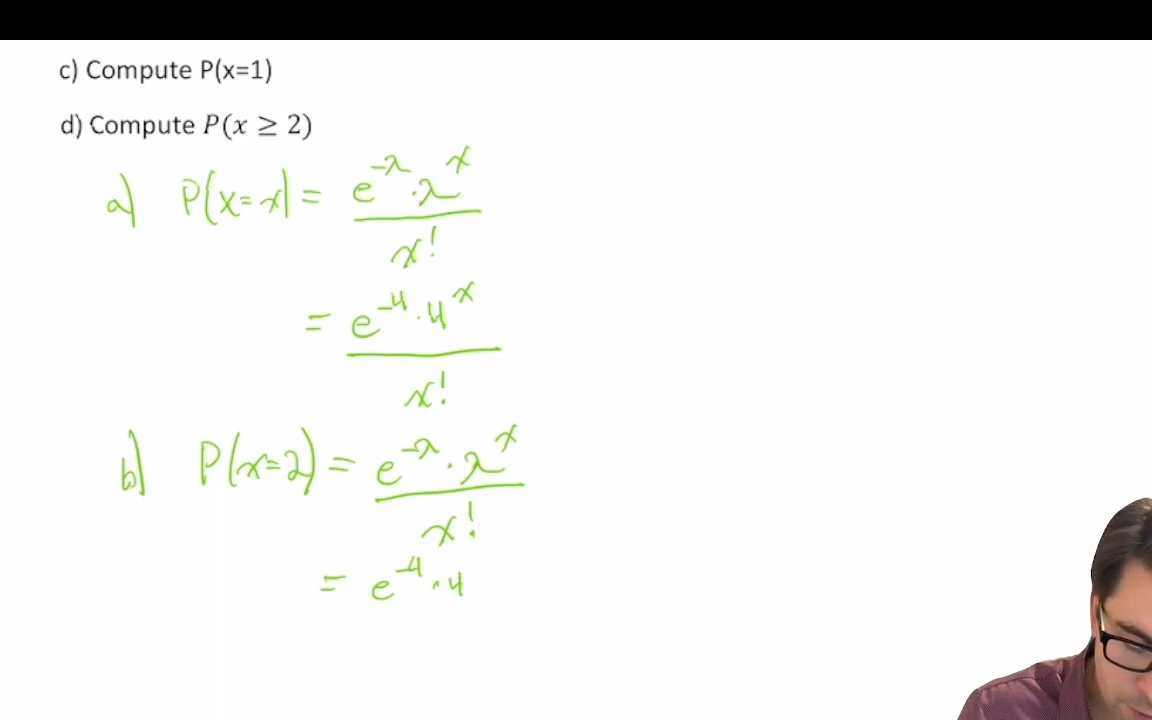 c) Compute P(x=1)
d) Compute P(x ≥ 2)
a) P(x=x) = e^-λ · λ^x
x!
= e^-4 · 4^x
x!
b) P(x=2) = e^-λ · λ^x
x!
= e^-4 · 4